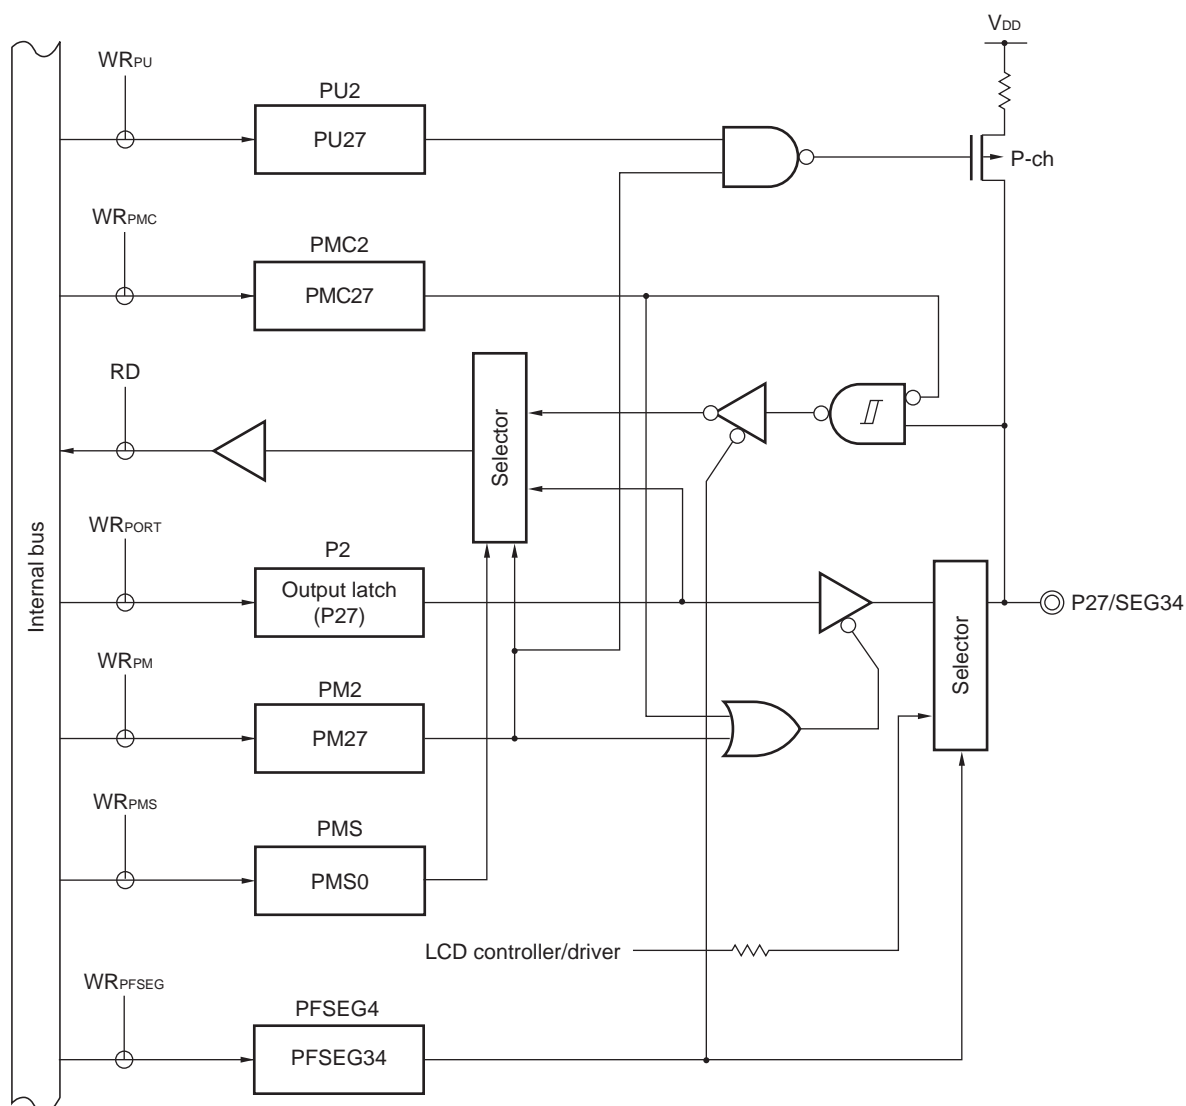 VDD
WRPU
PU2
PU27
P-ch
WRPMC
PMC2
PMC27
RD
Selector
WRPORT
P2
Output latch
(P27)
Internal bus
Selector
P27/SEG34
WRPM
PM2
PM27
WRPMS
PMS
PMS0
LCD controller/driver
WRPFSEG
PFSEG4
PFSEG34